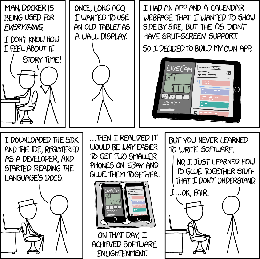 MAN, DOCKER IS
BEING USED FOR
EVERYTHING.
I DON'T KNOW HOW
I FEEL ABOUT IT.
STORY TIME!
ONCE, LONG AGO,
I WANTED TO USE
AN OLD TABLET AS
A WALL DISPLAY.
I HAD AN APP AND A CALENDAR
WEBPAGE THAT I WANTED TO SHOW
SIDE BY SIDE, BUT THE OS DIDN'T
HAVE SPLIT-SCREEN SUPPORT.
SO I DECIDED TO BUILD MY OWN APP.
I DOWNLOADED THE SDK
AND THE IDE, REGISTERED
AS A DEVELOPER, AND
STARTED READING THE
LANGUAGE'S DOCS.
...THEN I REALIZED IT
WOULD BE WAY EASIER
TO GET TWO SMALLER
PHONES ON EBAY AND
GLUE THEM TOGETHER.
ON THAT DAY, I
ACHIEVED SOFTWARE
ENLIGHTENMENT.
BUT YOU NEVER LEARNED
TO WRITE SOFTWARE.
NO, I JUST LEARNED HOW
TO GLUE TOGETHER STUFF
THAT I DON'T UNDERSTAND.
...OK, FAIR.